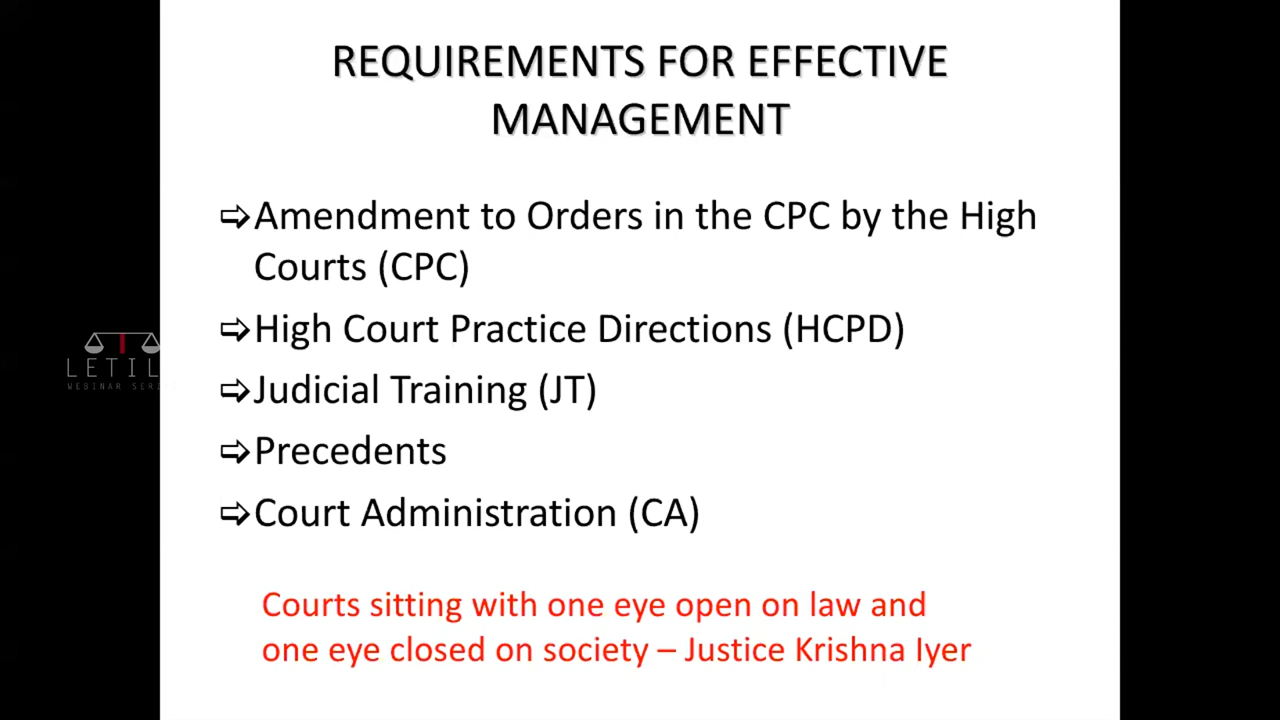 REQUIREMENTS FOR EFFECTIVE
MANAGEMENT
⇨Amendment to Orders in the CPC by the High
Courts (CPC)
⇨High Court Practice Directions (HCPD)
⇨Judicial Training (JT)
⇨Precedents
⇨Court Administration (CA)
LETIL
WEBINAR SER
Courts sitting with one eye open on law and
one eye closed on society – Justice Krishna Iyer